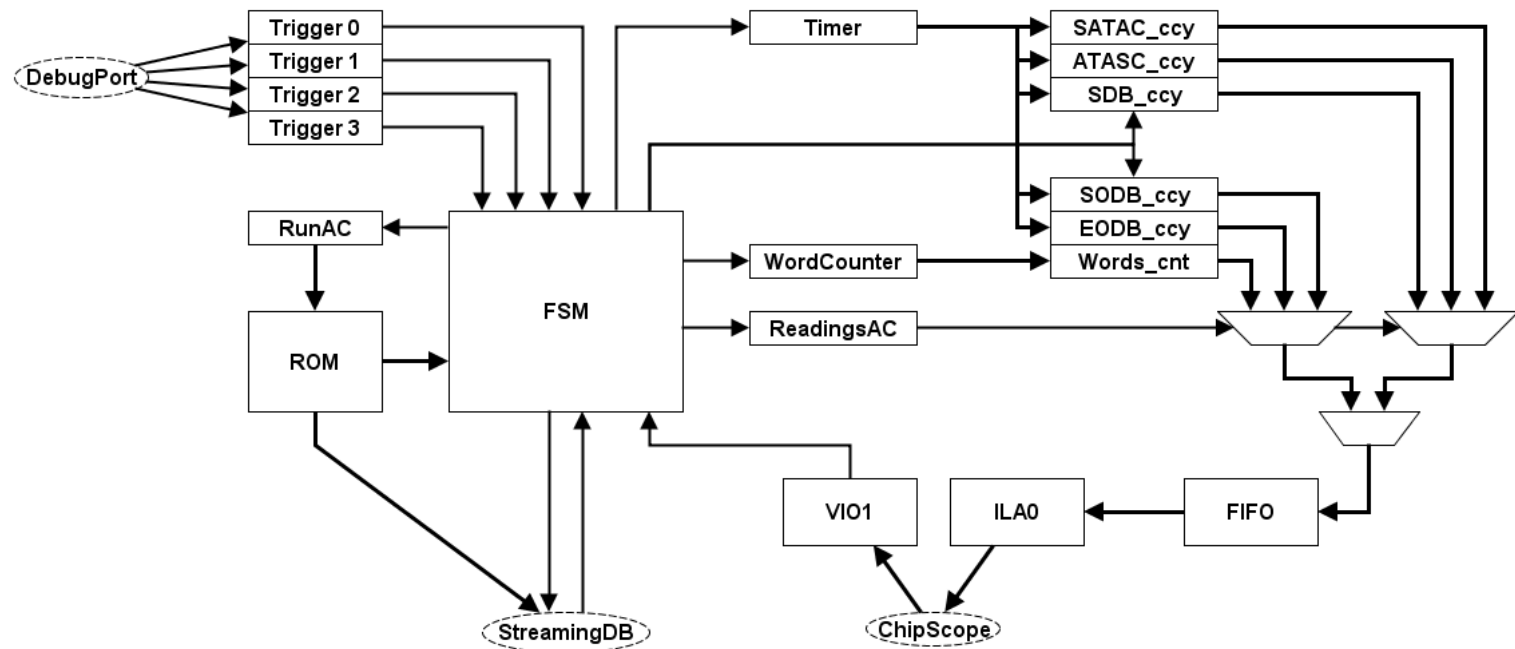 Trigger 0
Timer
SATAC_ccy
Trigger 1
ATASC_ccy
DebugPort
Trigger 2
SDB_ccy
Trigger 3
SODB_ccy
RunAC
EODB_ccy
WordCounter
Words_cnt
FSM
ReadingsAC
ROM
VIO1
ILA0
FIFO
StreamingDB
ChipScope